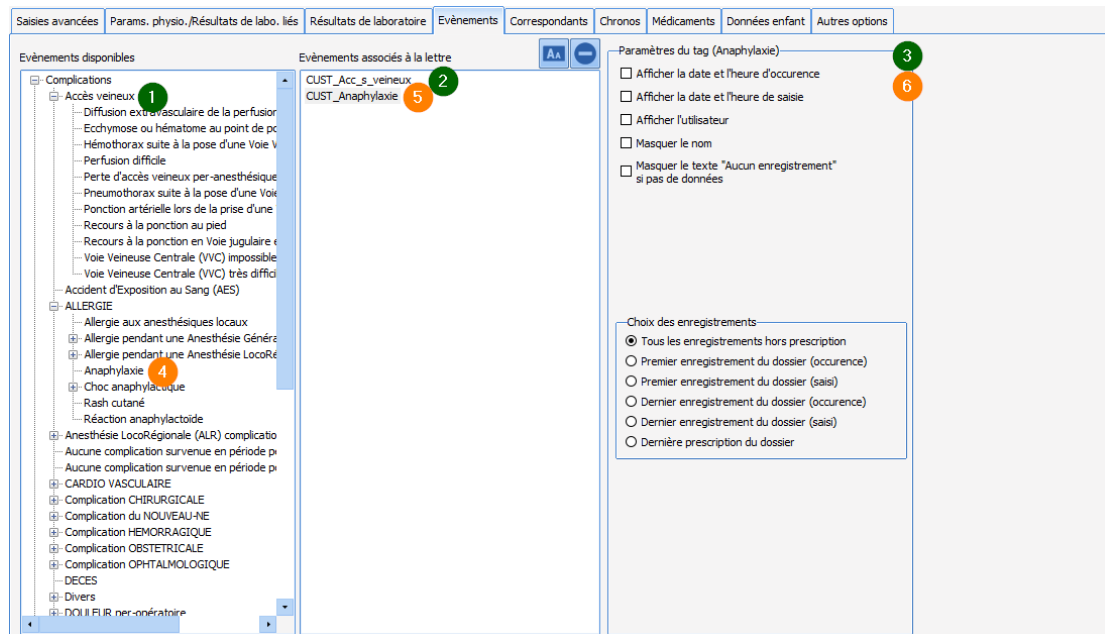 Saisies avancées Params. physio./Résultats de labo. liés Résultats de laboratoire Evènements Correspondants Chronos Médicaments Données enfant Autres options
Evènements disponibles
Complications
Accès veineux 1
Diffusion extravasculaire de la perfusion
Ecchymose ou hématome au point de po
Hémothorax suite à la pose d'une Voie V
Perfusion difficile
Perte d'accès veineux per-anesthésique
Pneumothorax suite à la pose d'une Voie
Ponction artérielle lors de la prise d'une
Recours à la ponction au pied
Recours à la ponction en Voie jugulaire e
Voie Veineuse Centrale (VVC) impossible
Voie Veineuse Centrale (VVC) très diffici
Accident d'Exposition au Sang (AES)
ALLERGIE
Allergie aux anesthésiques locaux
Allergie pendant une Anesthésie Généra
Allergie pendant une Anesthésie LocoRé
Anaphylaxie 4
Choc anaphylactique
Rash cutané
Réaction anaphylactoïde
Anesthésie LocoRégionale (ALR) complicatio
Aucune complication survenue en période pe
Aucune complication survenue en période pe
CARDIO VASCULAIRE
Complication CHIRURGICALE
Complication du NOUVEAU-NE
Complication HEMORRAGIQUE
Complication OBSTETRICALE
Complication OPHTALMOLOGIQUE
DECES
Divers
DOULEUR per-opératoire
Evènements associés à la lettre
AA
CUST_Acc_s_veineux 2
CUST_Anaphylaxie 5
Paramètres du tag (Anaphylaxie) 3
Afficher la date et l'heure d'occurence 6
Afficher la date et l'heure de saisie
Afficher l'utilisateur
Masquer le nom
Masquer le texte "Aucun enregistrement"
si pas de données
Choix des enregistrements
Tous les enregistrements hors prescription
Premier enregistrement du dossier (occurence)
Premier enregistrement du dossier (saisi)
Dernier enregistrement du dossier (occurence)
Dernier enregistrement du dossier (saisi)
Dernière prescription du dossier